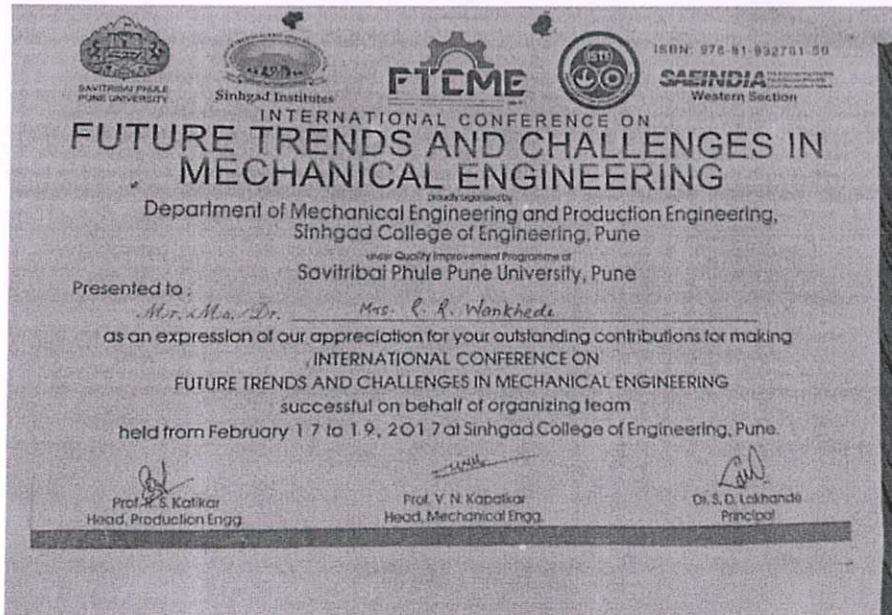 SAVITRIBAI PHULE
PUNE UNIVERSITY
Sinhgad Institutes
FTCME
ISTE
ISBN: 978-81-932781-50
SAEINDIA
Western Section
INTERNATIONAL CONFERENCE ON
FUTURE TRENDS AND CHALLENGES IN
MECHANICAL ENGINEERING
proudly organised by
Department of Mechanical Engineering and Production Engineering,
Sinhgad College of Engineering, Pune
under Quality Improvement Programme of
Savitribai Phule Pune University, Pune
Presented to :
Mr./Ms./Dr. Mrs. R. R. Wankhede
as an expression of our appreciation for your outstanding contributions for making
INTERNATIONAL CONFERENCE ON
FUTURE TRENDS AND CHALLENGES IN MECHANICAL ENGINEERING
successful on behalf of organizing team
held from February 17 to 19, 2017 at Sinhgad College of Engineering, Pune.
Prof. R. S. Katikar
Head, Production Engg.
Prof. V. N. Kapatkar
Head, Mechanical Engg.
Dr. S. D. Lokhande
Principal